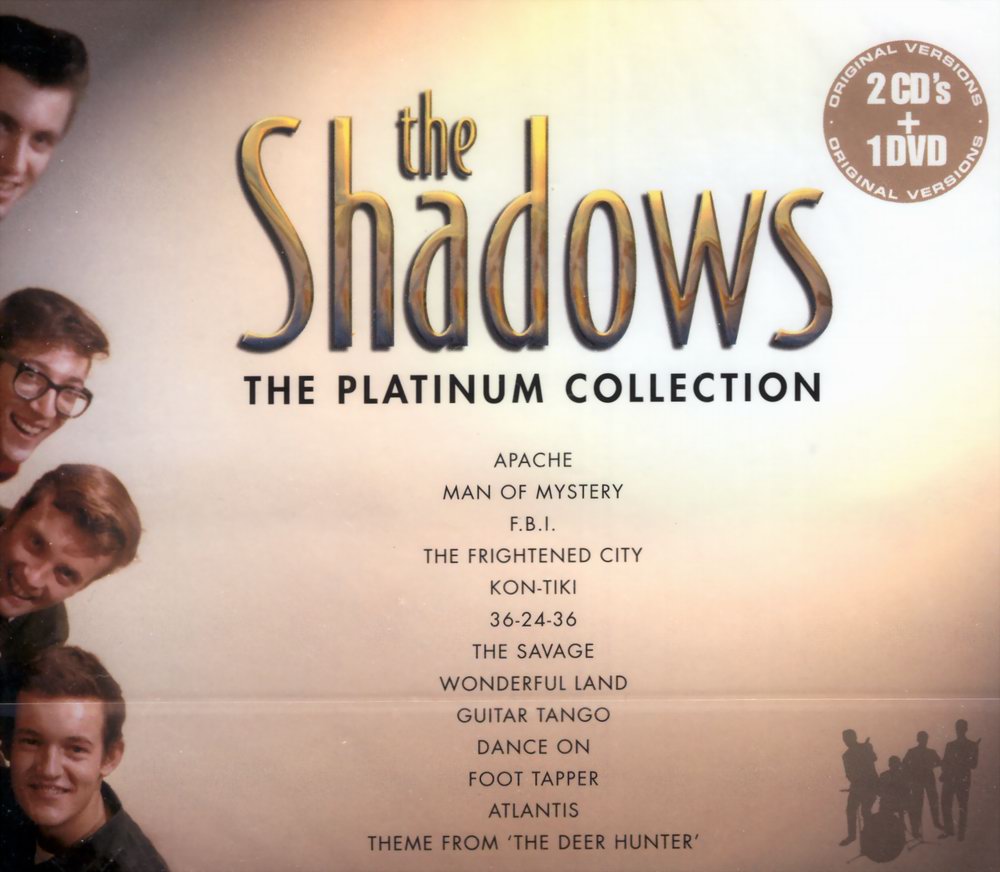 the
Shadows
THE PLATINUM COLLECTION
ORIGINAL VERSIONS
2 CD's
+
1 DVD
ORIGINAL VERSIONS
APACHE
MAN OF MYSTERY
F.B.I.
THE FRIGHTENED CITY
KON-TIKI
36-24-36
THE SAVAGE
WONDERFUL LAND
GUITAR TANGO
DANCE ON
FOOT TAPPER
ATLANTIS
THEME FROM 'THE DEER HUNTER'